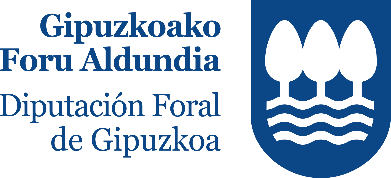 Gipuzkoako
Foru Aldundia
Diputación Foral
de Gipuzkoa